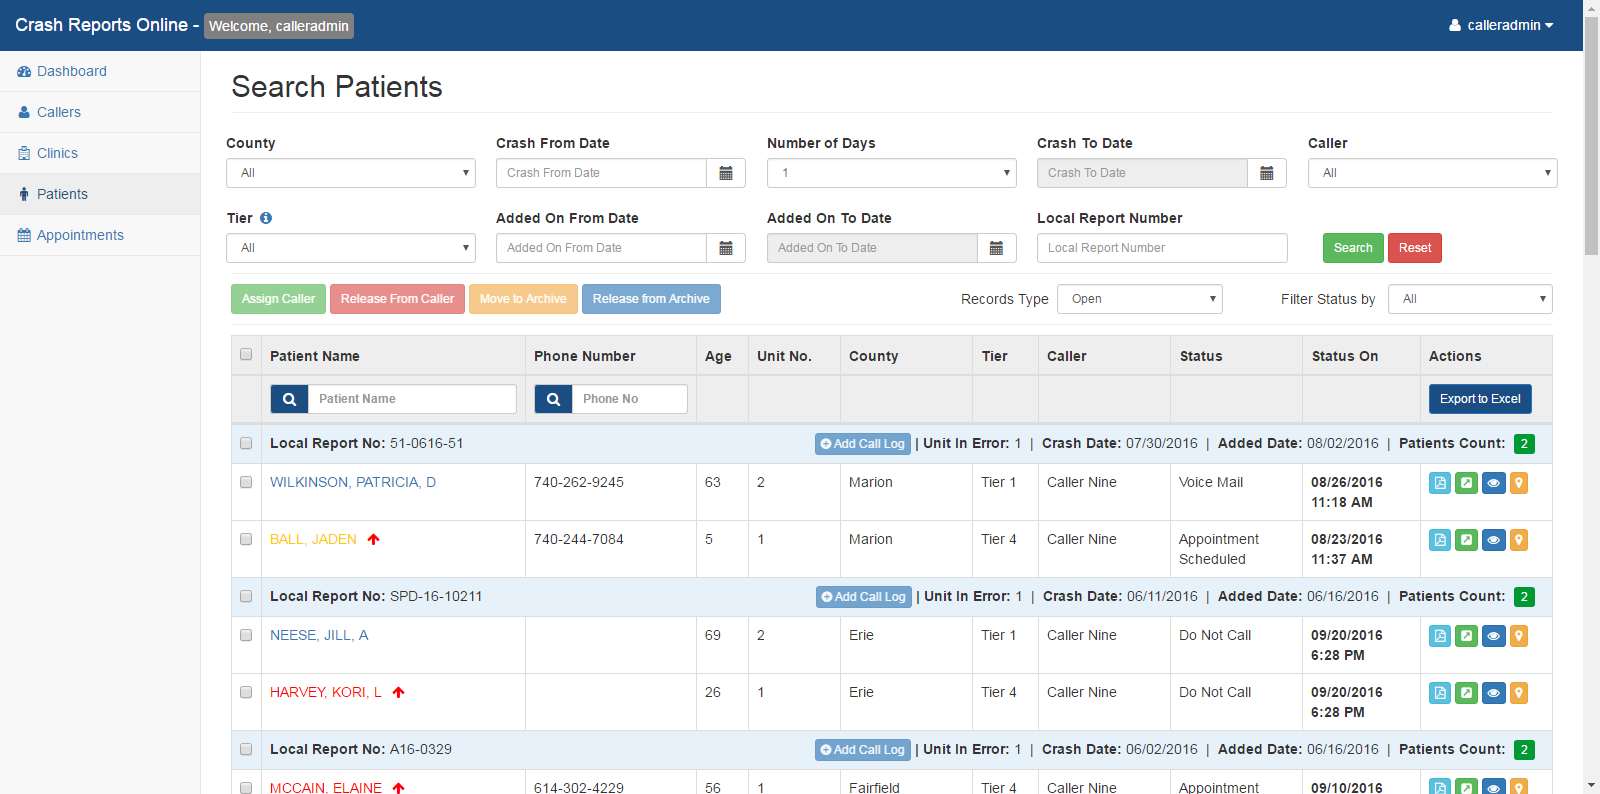 Crash Reports Online - Welcome, calleradmin
calleradmin
Dashboard
Callers
Clinics
Patients
Appointments
Search Patients
County Crash From Date Number of Days Crash To Date Caller
All Crash From Date 1 Crash To Date All
Tier Added On From Date Added On To Date Local Report Number
All Added On From Date Added On To Date Local Report Number Search Reset
Assign Caller Release From Caller Move to Archive Release from Archive Records Type Open Filter Status by All
Patient Name Phone Number Age Unit No. County Tier Caller Status Status On Actions
Patient Name Phone No Export to Excel
Local Report No: 51-0616-51 Add Call Log | Unit In Error: 1 | Crash Date: 07/30/2016 | Added Date: 08/02/2016 | Patients Count: 2
WILKINSON, PATRICIA, D 740-262-9245 63 2 Marion Tier 1 Caller Nine Voice Mail 08/26/2016
11:18 AM
BALL, JADEN 740-244-7084 5 1 Marion Tier 4 Caller Nine Appointment 08/23/2016
Scheduled 11:37 AM
Local Report No: SPD-16-10211 Add Call Log | Unit In Error: 1 | Crash Date: 06/11/2016 | Added Date: 06/16/2016 | Patients Count: 2
NEESE, JILL, A 69 2 Erie Tier 1 Caller Nine Do Not Call 09/20/2016
6:28 PM
HARVEY, KORI, L 26 1 Erie Tier 4 Caller Nine Do Not Call 09/20/2016
6:28 PM
Local Report No: A16-0329 Add Call Log | Unit In Error: 1 | Crash Date: 06/02/2016 | Added Date: 06/16/2016 | Patients Count: 2
MCCAIN, ELAINE 614-302-4229 56 1 Fairfield Tier 4 Caller Nine Appointment 09/10/2016